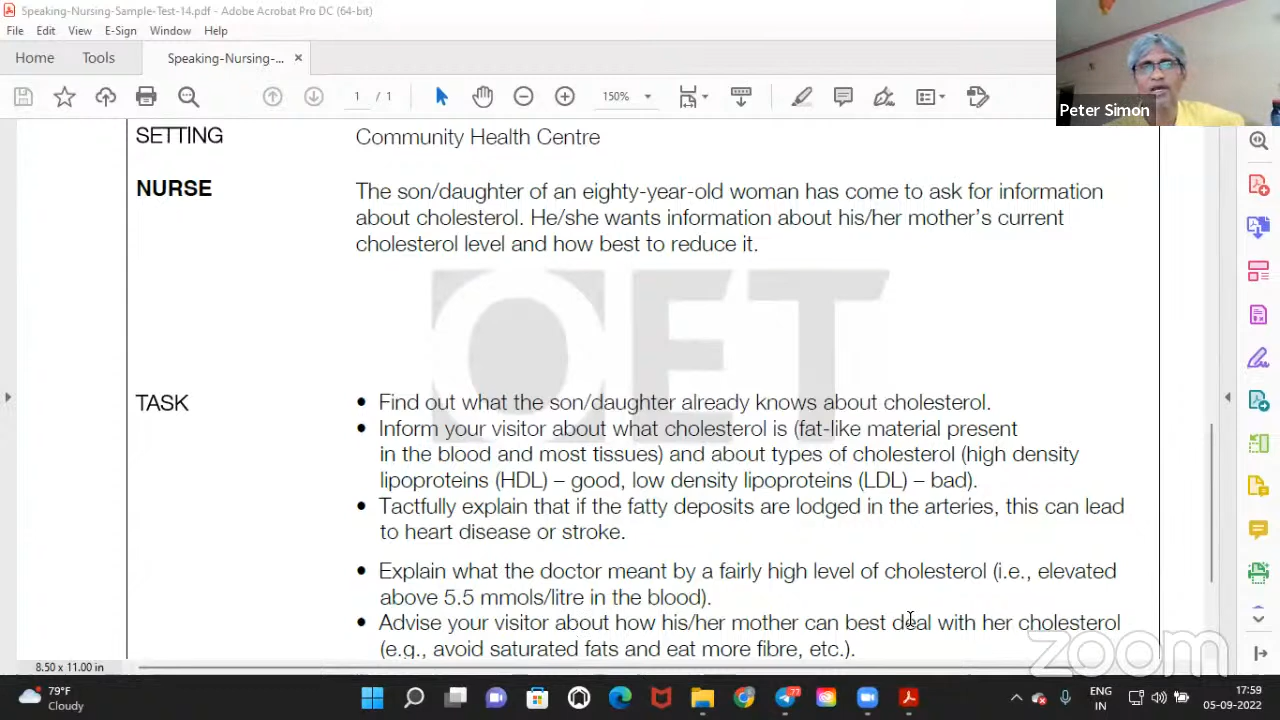 Speaking-Nursing-Sample-Test-14.pdf - Adobe Acrobat Pro DC (64-bit)
File Edit View E-Sign Window Help
Home Tools Speaking-Nursing-... ×
1 / 1 150%
Peter Simon
SETTING Community Health Centre
NURSE The son/daughter of an eighty-year-old woman has come to ask for information
about cholesterol. He/she wants information about his/her mother's current
cholesterol level and how best to reduce it.
OET
TASK • Find out what the son/daughter already knows about cholesterol.
• Inform your visitor about what cholesterol is (fat-like material present
in the blood and most tissues) and about types of cholesterol (high density
lipoproteins (HDL) – good, low density lipoproteins (LDL) – bad).
• Tactfully explain that if the fatty deposits are lodged in the arteries, this can lead
to heart disease or stroke.
• Explain what the doctor meant by a fairly high level of cholesterol (i.e., elevated
above 5.5 mmols/litre in the blood).
• Advise your visitor about how his/her mother can best deal with her cholesterol
(e.g., avoid saturated fats and eat more fibre, etc.).
zoom
8.50 x 11.00 in
79°F
Cloudy
77
ENG
IN
17:59
05-09-2022